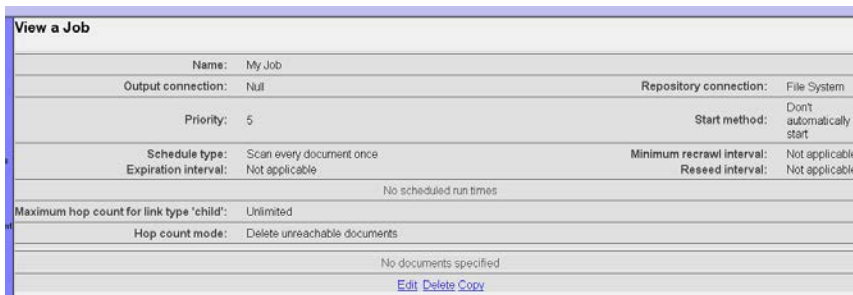 View a Job
Name: My Job
Output connection: Null Repository connection: File System
Priority: 5 Start method: Don't automatically start
Schedule type: Scan every document once Minimum recrawl interval: Not applicable
Expiration interval: Not applicable Reseed interval: Not applicable
No scheduled run times
Maximum hop count for link type 'child': Unlimited
Hop count mode: Delete unreachable documents
No documents specified
Edit Delete Copy